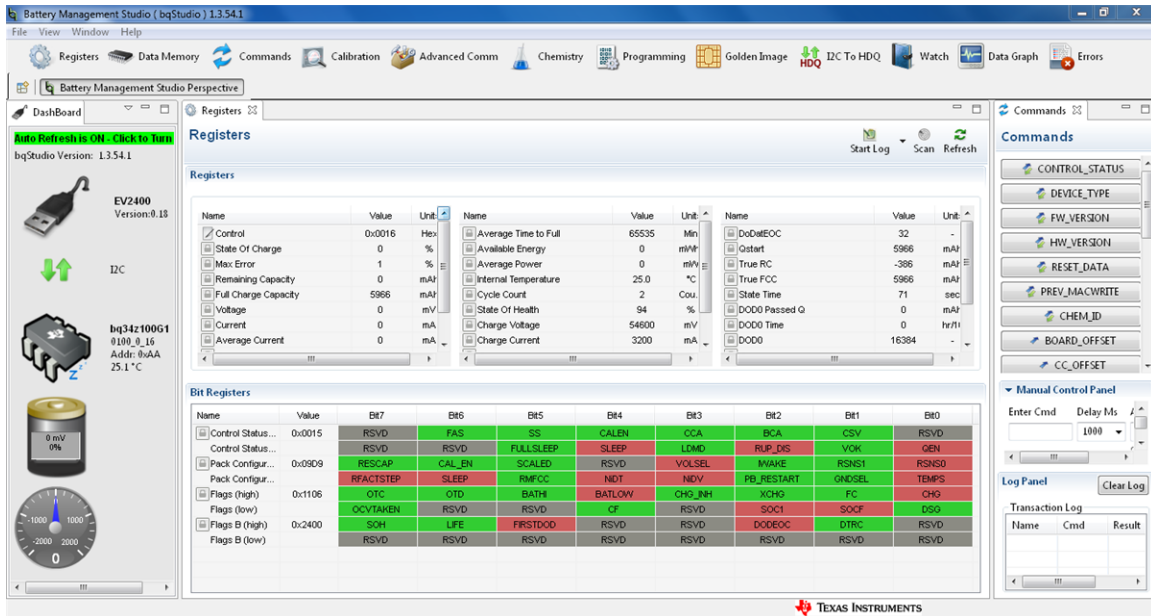 Battery Management Studio ( bqStudio ) 1.3.54.1
File View Window Help
Registers Data Memory Commands Calibration Advanced Comm Chemistry Programming Golden Image HDQ I2C To HDQ Watch Data Graph Errors
Battery Management Studio Perspective
DashBoard
Auto Refresh is ON - Click to Turn
bqStudio Version: 1.3.54.1
EV2400
Version:0.18
I2C
bq34z100G1
0100_0_16
Addr: 0xAA
25.1 °C
z z
0 mV
0%
-1000 1000
-2000 2000
0
Registers
Registers
Start Log Scan Refresh
Registers
Name Value Unit: Name Value Unit: Name Value Unit:
Control 0x0016 Hex Average Time to Full 65535 Min DoDatEOC 32 -
State Of Charge 0 % Available Energy 0 mWh Qstart 5966 mAh
Max Error 1 % Average Power 0 mW True RC -386 mAh
Remaining Capacity 0 mAh Internal Temperature 25.0 °C True FCC 5966 mAh
Full Charge Capacity 5966 mAh Cycle Count 2 Cou. State Time 71 sec
Voltage 0 mV State Of Health 94 % DOD0 Passed Q 0 mAh
Current 0 mA Charge Voltage 54600 mV DOD0 Time 0 hr/1
Average Current 0 mA Charge Current 3200 mA DOD0 16384 -
Bit Registers
Name Value Bit7 Bit6 Bit5 Bit4 Bit3 Bit2 Bit1 Bit0
Control Status... 0x0015 RSVD FAS SS CALEN CCA BCA CSV RSVD
Control Status... RSVD RSVD FULLSLEEP SLEEP LDMD RUP_DIS VOK QEN
Pack Configur... 0x09D9 RESCAP CAL_EN SCALED RSVD VOLSEL IWAKE RSNS1 RSNS0
Pack Configur... RFACTSTEP SLEEP RMFCC NiDT NiDV PB_RESTART GNDSEL TEMPS
Flags (high) 0x1106 OTC OTD BATHI BATLOW CHG_INH XCHG FC CHG
Flags (low) OCVTAKEN RSVD RSVD CF RSVD SOC1 SOCF DSG
Flags B (high) 0x2400 SOH LIFE FIRSTDOD RSVD RSVD DODEOC DTRC RSVD
Flags B (low) RSVD RSVD RSVD RSVD RSVD RSVD RSVD RSVD
Commands
Commands
CONTROL_STATUS
DEVICE_TYPE
FW_VERSION
HW_VERSION
RESET_DATA
PREV_MACWRITE
CHEM_ID
BOARD_OFFSET
CC_OFFSET
Manual Control Panel
Enter Cmd Delay Ms
1000
Log Panel Clear Log
Transaction Log
Name Cmd Result
TEXAS INSTRUMENTS